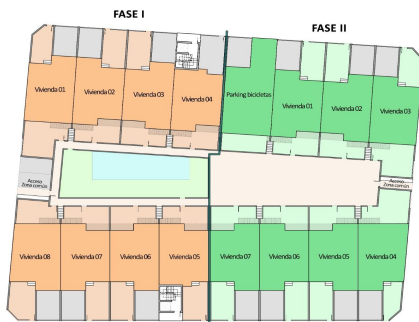 FASE I
FASE II
Vivienda 01
Vivienda 02
Vivienda 03
Vivienda 04
Parking bicicletas
Vivienda 01
Vivienda 02
Vivienda 03
Acceso
Zona común
Acceso
Zona común
Vivienda 08
Vivienda 07
Vivienda 06
Vivienda 05
Vivienda 07
Vivienda 06
Vivienda 05
Vivienda 04